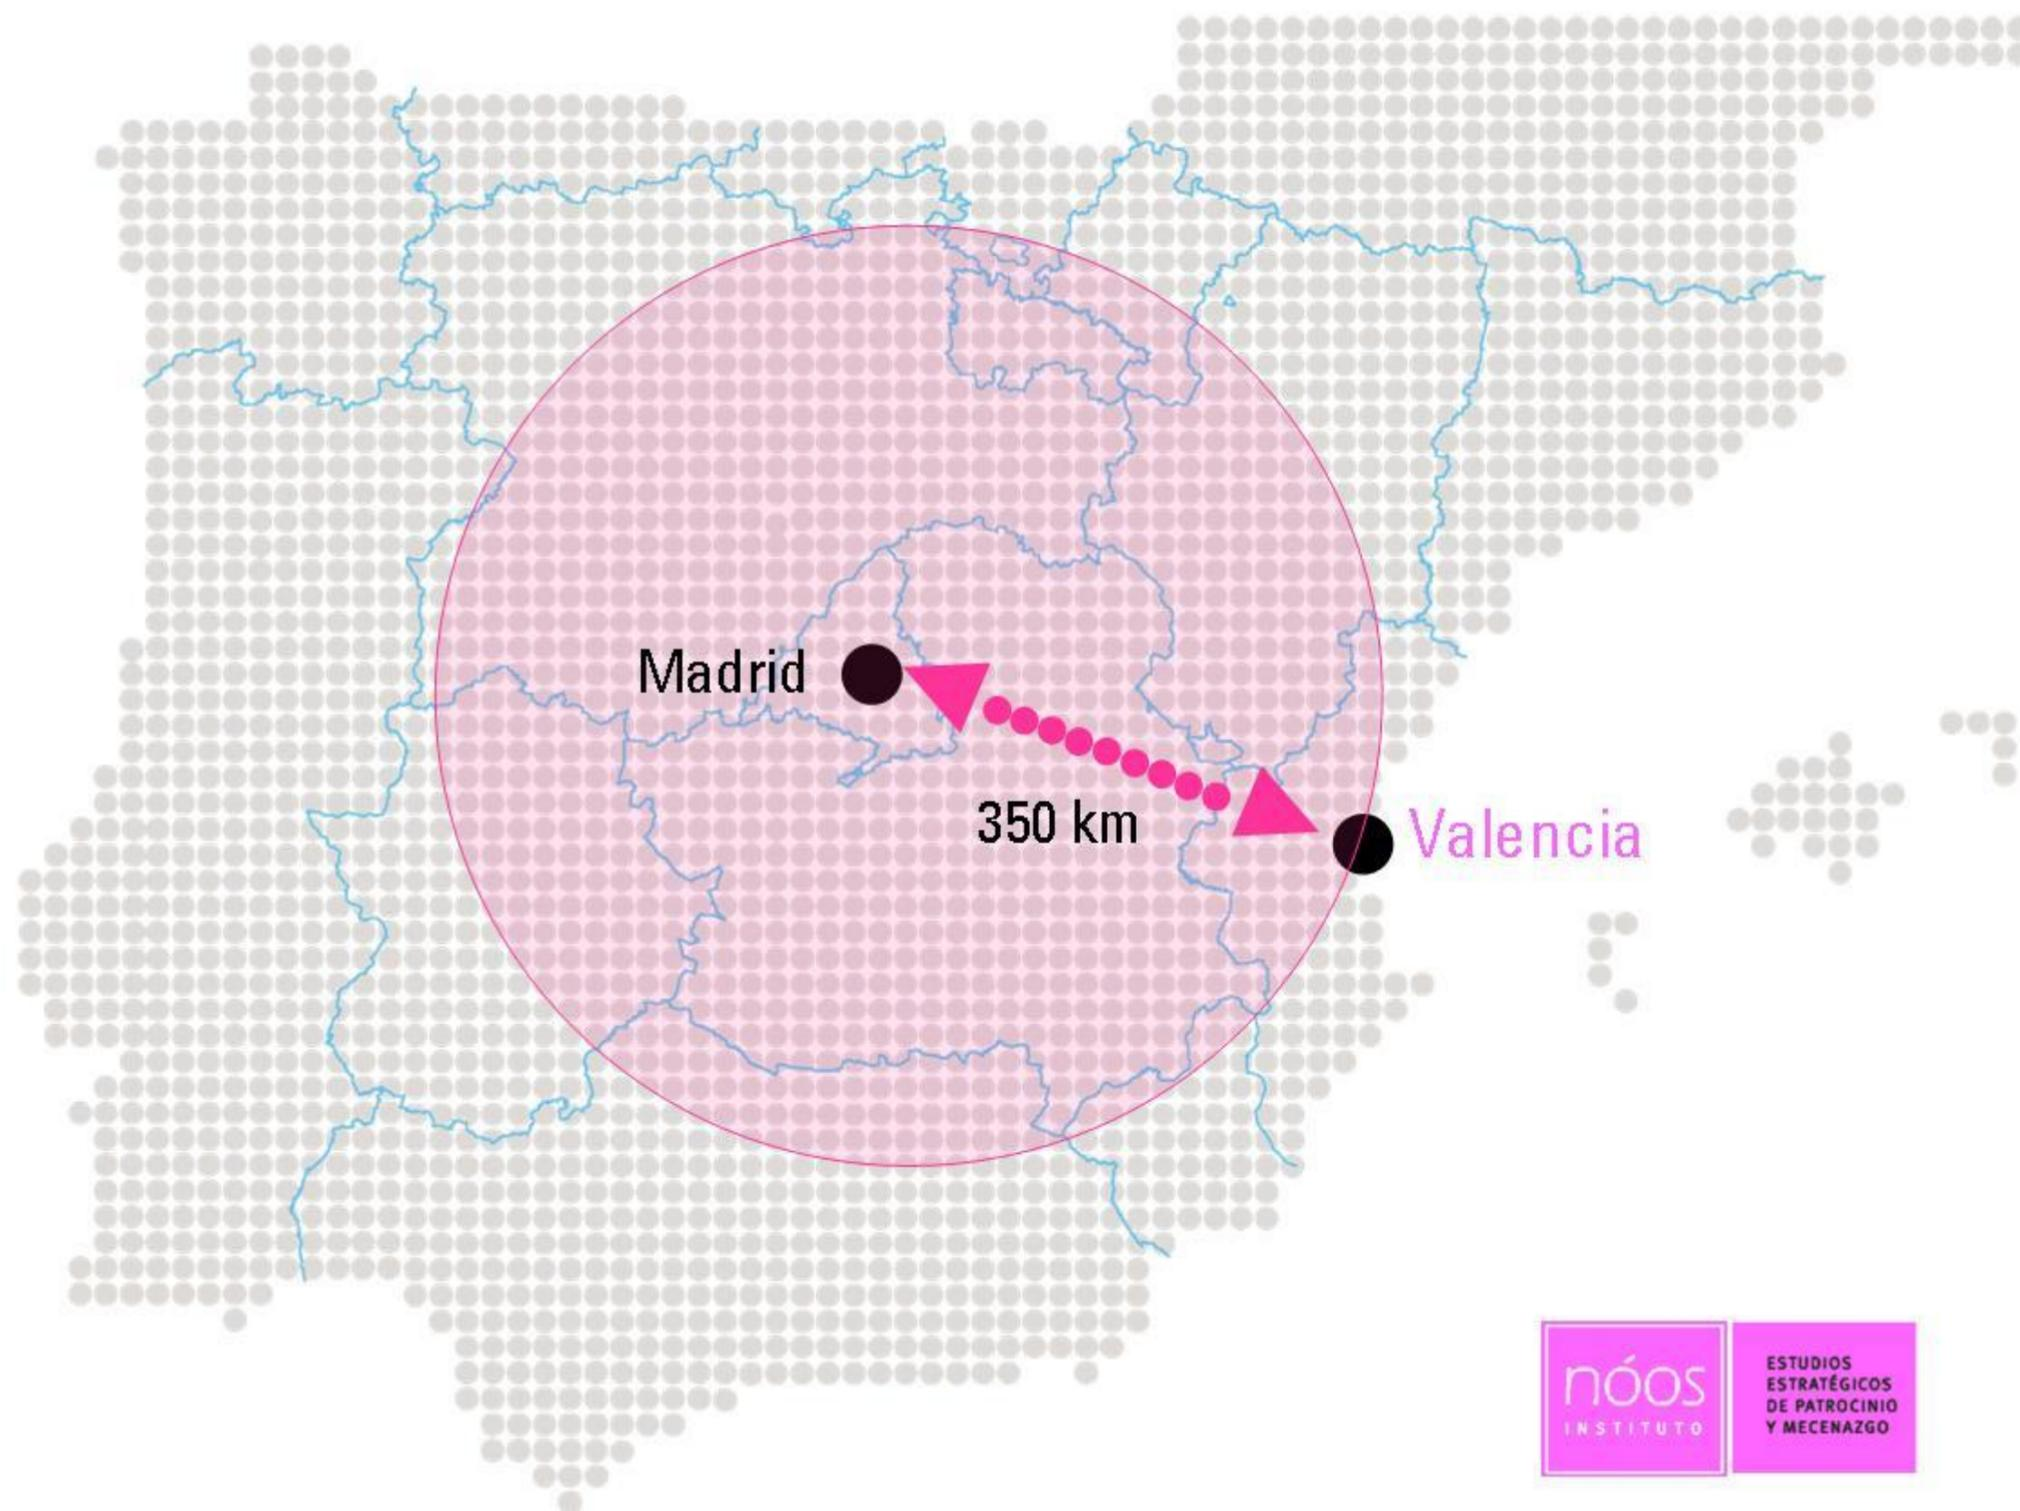 Madrid
350 km
Valencia
nóos
INSTITUTO
ESTUDIOS
ESTRATÉGICOS
DE PATROCINIO
Y MECENAZGO